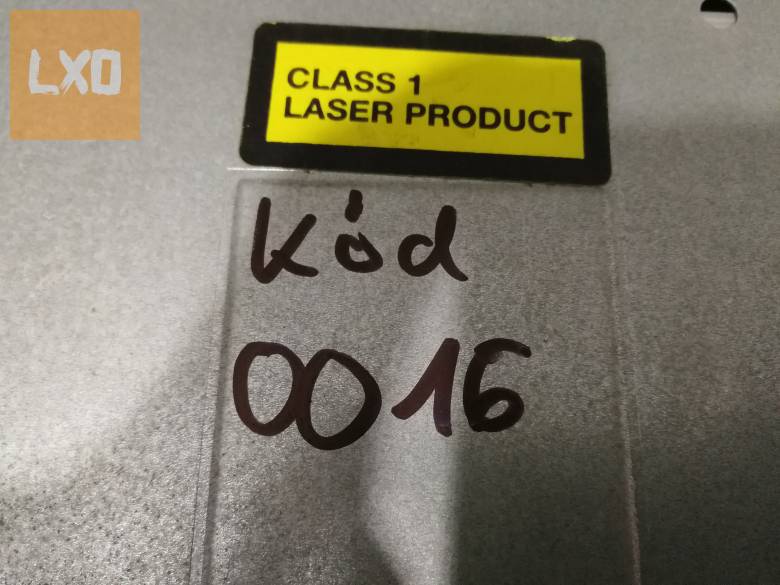 LXO
CLASS 1
LASER PRODUCT
Kód
0016